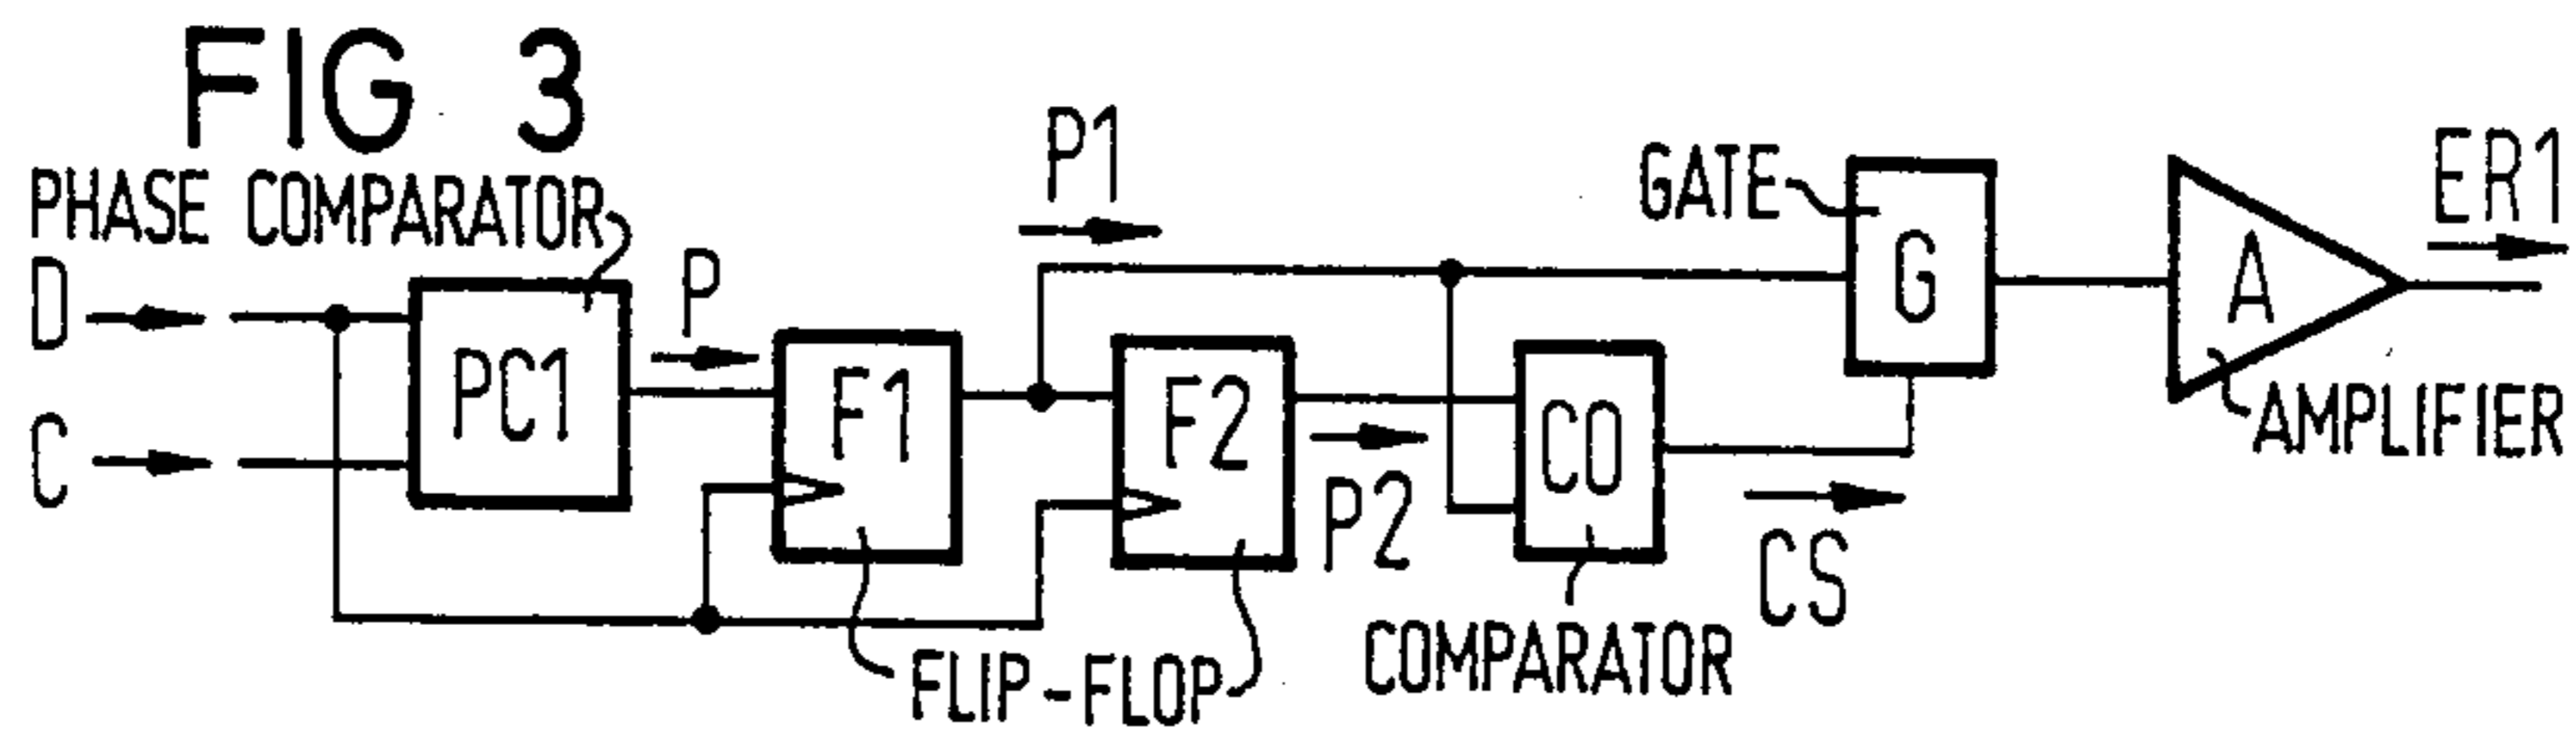 FIG 3
PHASE COMPARATOR
D
C
PC1
P
F1
P1
F2
FLIP-FLOP
P2
CO
COMPARATOR
CS
GATE
G
A
AMPLIFIER
ER1